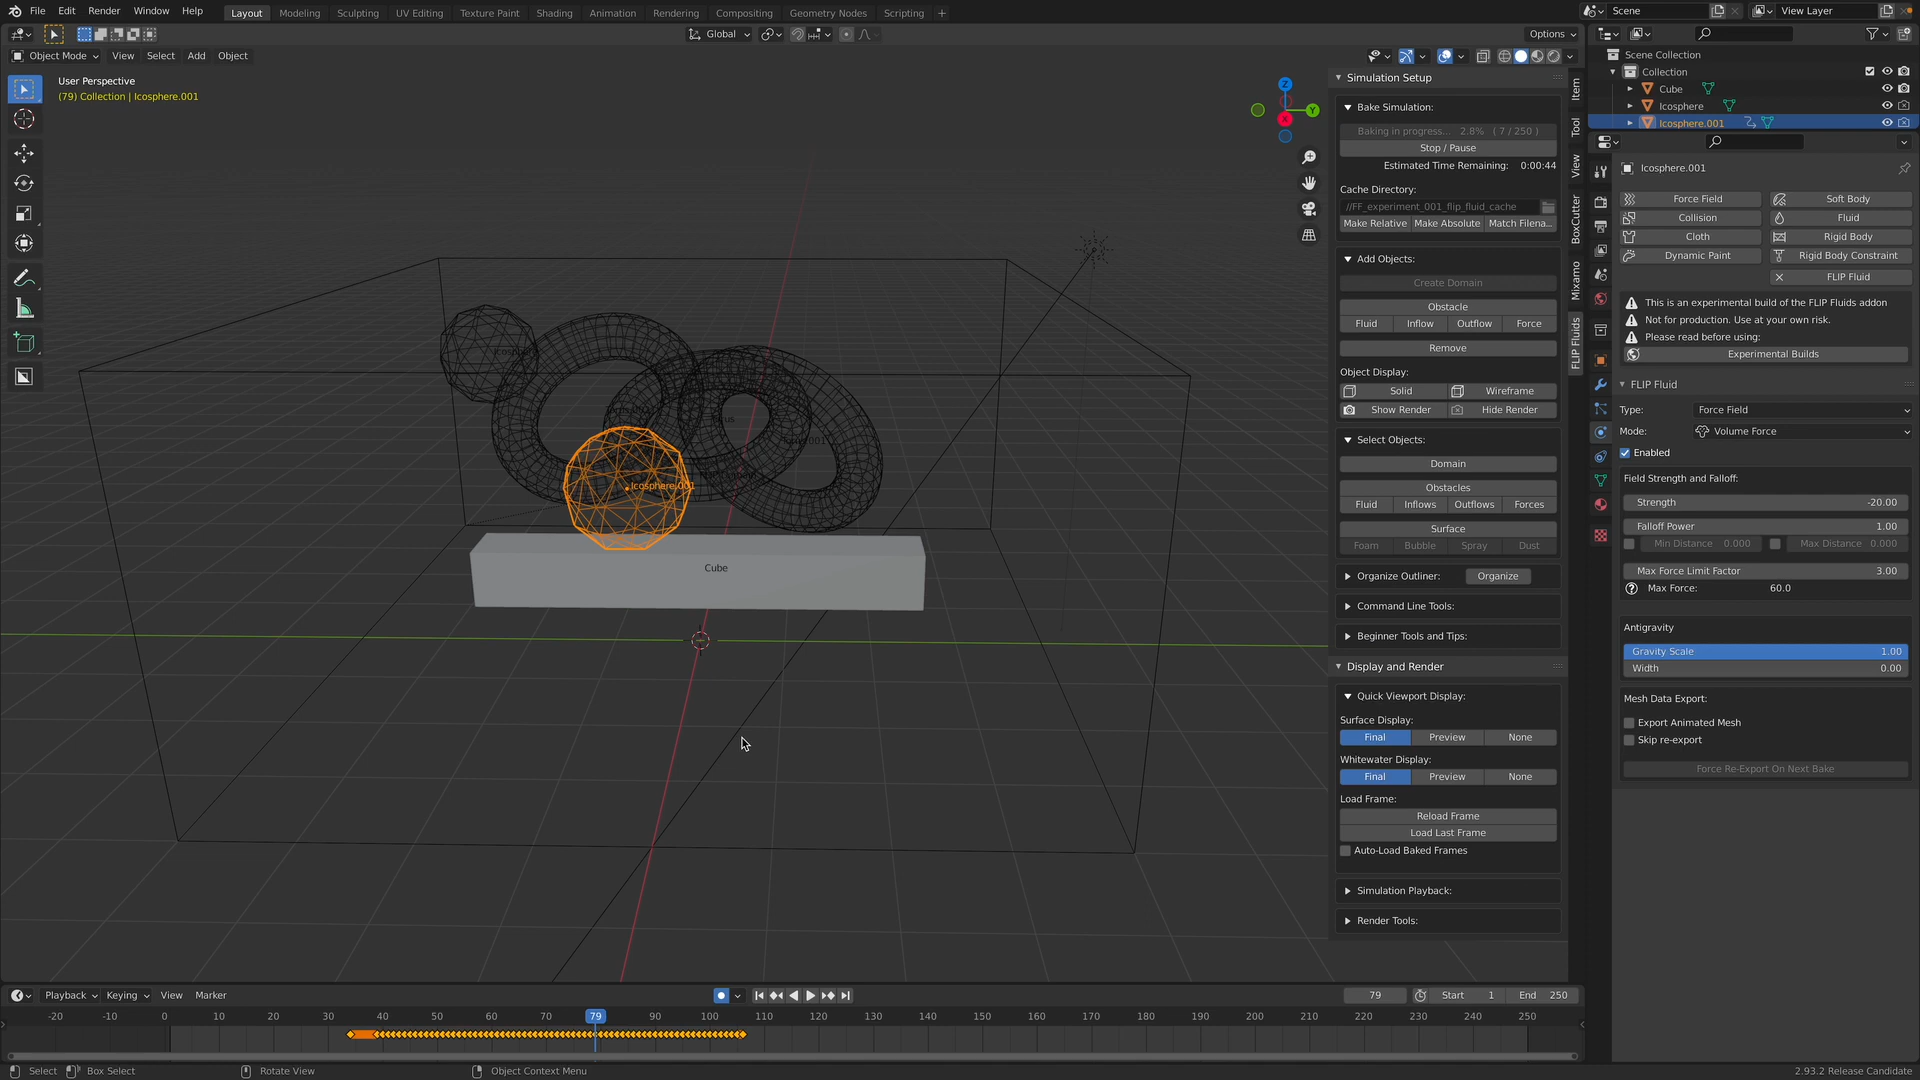 File Edit Render Window Help Layout Modeling Sculpting UV Editing Texture Paint Shading Animation Rendering Compositing Geometry Nodes Scripting + Scene View Layer
Global Options
Object Mode View Select Add Object
User Perspective
(79) Collection | Icosphere.001
Z
Y
X
Icosphere.001
Cube
Simulation Setup
Bake Simulation:
Baking in progress... 2.8% ( 7 / 250 )
Stop / Pause
Estimated Time Remaining: 0:00:44
Cache Directory:
//FF_experiment_001_flip_fluid_cache
Make Relative Make Absolute Match Filena...
Add Objects:
Create Domain
Obstacle
Fluid Inflow Outflow Force
Remove
Object Display:
Solid Wireframe
Show Render Hide Render
Select Objects:
Domain
Obstacles
Fluid Inflows Outflows Forces
Surface
Foam Bubble Spray Dust
Organize Outliner: Organize
Command Line Tools:
Beginner Tools and Tips:
Display and Render
Quick Viewport Display:
Surface Display:
Final Preview None
Whitewater Display:
Final Preview None
Load Frame:
Reload Frame
Load Last Frame
Auto-Load Baked Frames
Simulation Playback:
Render Tools:
Item
Tool
View
BoxCutter
Mixamo
FLIP Fluids
Scene Collection
Collection
Cube
Icosphere
Icosphere.001
Icosphere.001
Force Field Soft Body
Collision Fluid
Cloth Rigid Body
Dynamic Paint Rigid Body Constraint
FLIP Fluid
This is an experimental build of the FLIP Fluids addon
Not for production. Use at your own risk.
Please read before using:
Experimental Builds
FLIP Fluid
Type: Force Field
Mode: Volume Force
Enabled
Field Strength and Falloff:
Strength -20.00
Falloff Power 1.00
Min Distance 0.000 Max Distance 0.000
Max Force Limit Factor 3.00
Max Force: 60.0
Antigravity
Gravity Scale 1.00
Width 0.00
Mesh Data Export:
Export Animated Mesh
Skip re-export
Force Re-Export On Next Bake
Playback Keying View Marker 79 Start 1 End 250
-20 -10 0 10 20 30 40 50 60 70 79 90 100 110 120 130 140 150 160 170 180 190 200 210 220 230 240 250
Select Box Select Rotate View Object Context Menu 2.93.2 Release Candidate